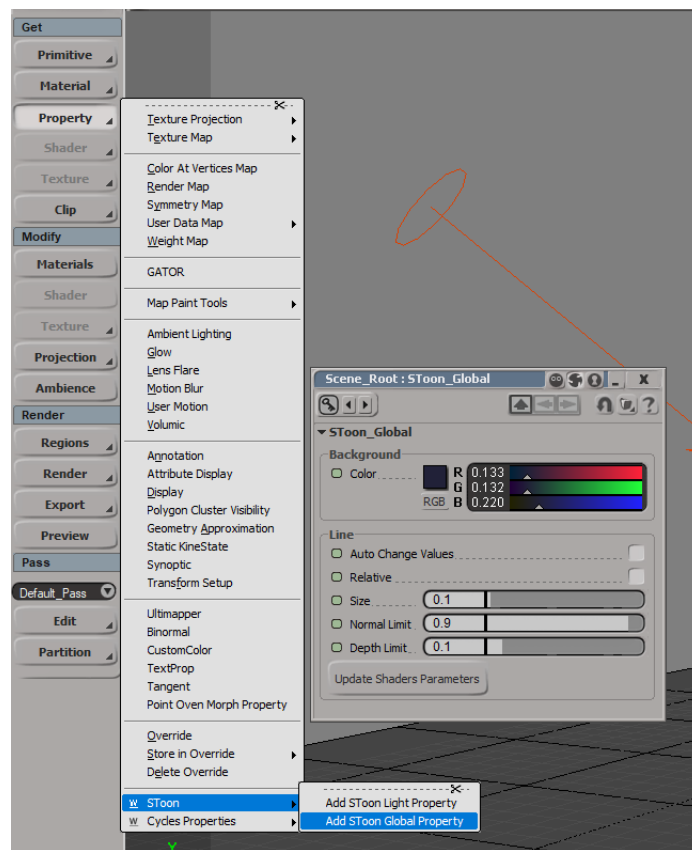 Get
Primitive
Material
Property
Shader
Texture
Clip
Modify
Materials
Shader
Texture
Projection
Ambience
Render
Regions
Render
Export
Preview
Pass
Default_Pass
Edit
Partition
Texture Projection
Texture Map
Color At Vertices Map
Render Map
Symmetry Map
User Data Map
Weight Map
GATOR
Map Paint Tools
Ambient Lighting
Glow
Lens Flare
Motion Blur
User Motion
Volumic
Annotation
Attribute Display
Display
Polygon Cluster Visibility
Geometry Approximation
Static KineState
Synoptic
Transform Setup
Ultimapper
Binormal
CustomColor
TextProp
Tangent
Point Oven Morph Property
Override
Store in Override
Delete Override
W SToon
W Cycles Properties
Add SToon Light Property
Add SToon Global Property
Scene_Root : SToon_Global
SToon_Global
Background
Color
R 0.133
G 0.132
RGB B 0.220
Line
Auto Change Values
Relative
Size 0.1
Normal Limit 0.9
Depth Limit 0.1
Update Shaders Parameters
Y